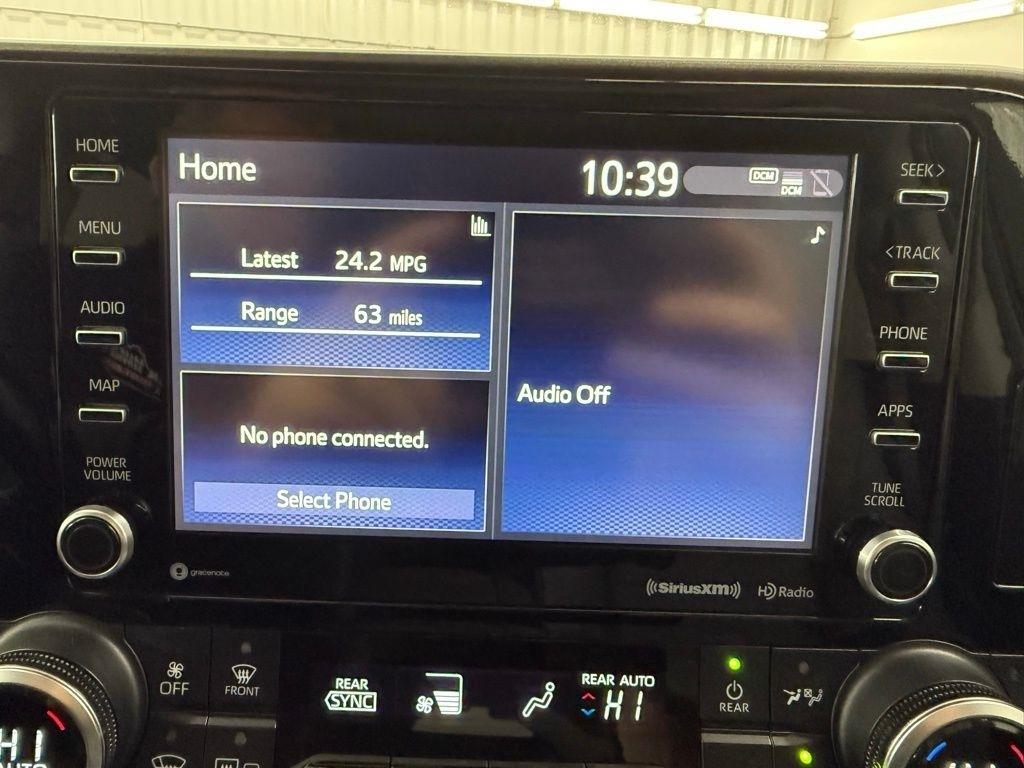 HOME
MENU
AUDIO
MAP
POWER
VOLUME
Home
10:39
DCM
DCM
Latest 24.2 MPG
Range 63 miles
No phone connected.
Select Phone
Audio Off
SEEK >
< TRACK
PHONE
APPS
TUNE
SCROLL
gracenote
((SiriusXM))
HD Radio
OFF
FRONT
REAR
SYNC
REAR AUTO
HI
REAR
HI
AUTO